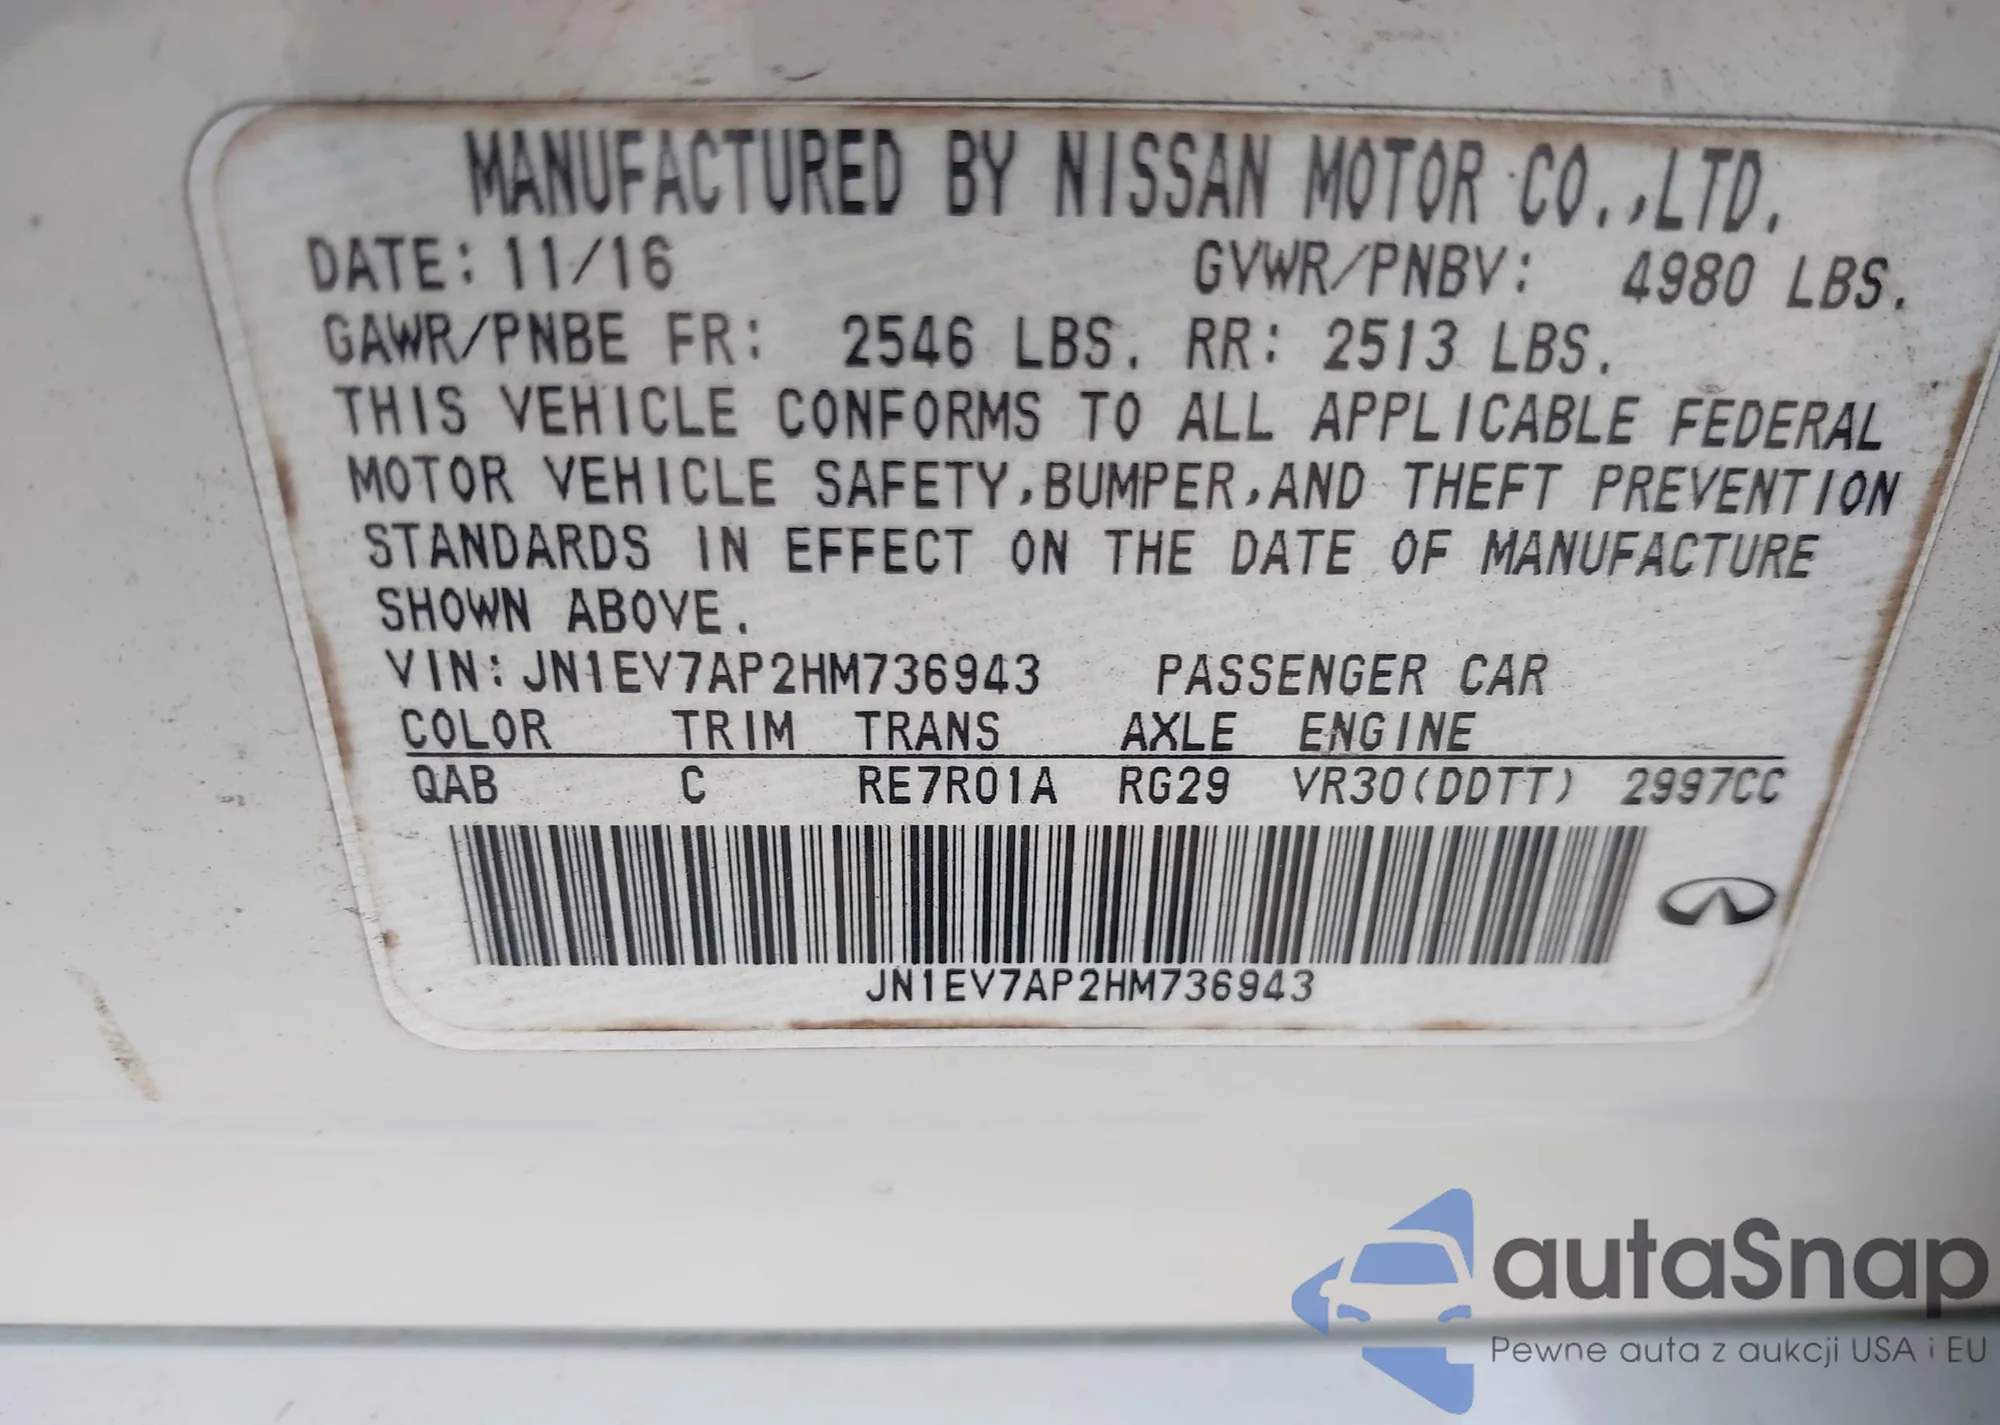 MANUFACTURED BY NISSAN MOTOR CO.,LTD.
DATE: 11/16 GVWR/PNBV: 4980 LBS.
GAWR/PNBE FR: 2546 LBS. RR: 2513 LBS.
THIS VEHICLE CONFORMS TO ALL APPLICABLE FEDERAL
MOTOR VEHICLE SAFETY,BUMPER,AND THEFT PREVENTION
STANDARDS IN EFFECT ON THE DATE OF MANUFACTURE
SHOWN ABOVE.
VIN: JN1EV7AP2HM736943 PASSENGER CAR
COLOR TRIM TRANS AXLE ENGINE
QAB C RE7R01A RG29 VR30(DDTT) 2997CC
JN1EV7AP2HM736943
autaSnap
Pewne auta z aukcji USA i EU